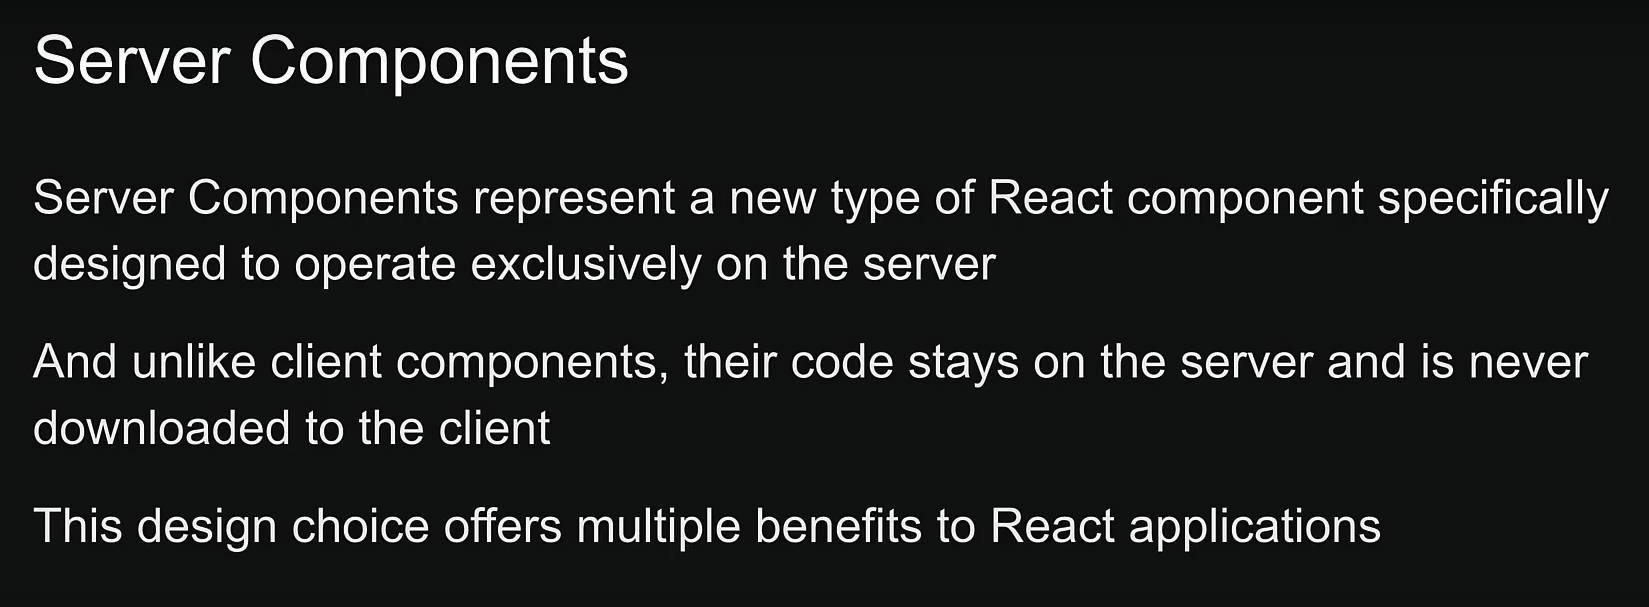 Server Components
Server Components represent a new type of React component specifically
designed to operate exclusively on the server
And unlike client components, their code stays on the server and is never
downloaded to the client
This design choice offers multiple benefits to React applications